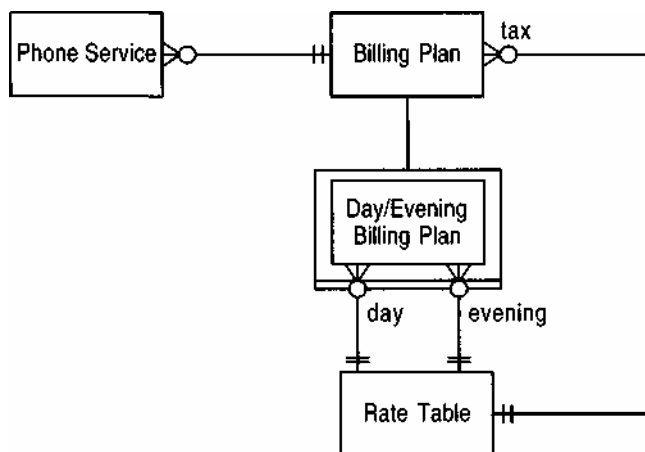 Phone Service
Billing Plan
tax
Day/Evening
Billing Plan
day
evening
Rate Table